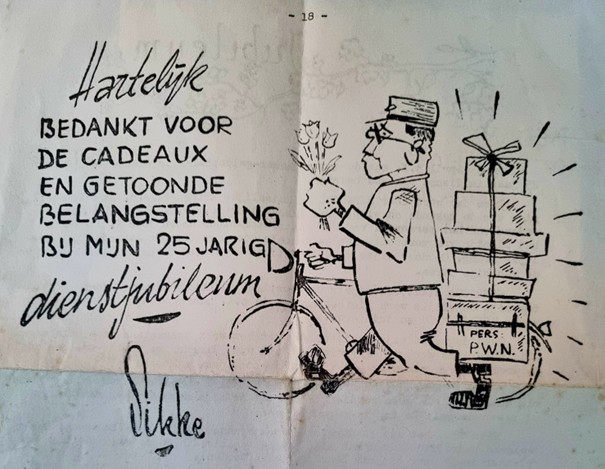 - 18 -
Hartelijk
BEDANKT VOOR
DE CADEAUX
EN GETOONDE
BELANGSTELLING
BIJ MIJN 25 JARIG
dienstjubileum
Sikke
PERS.
P.W.N.